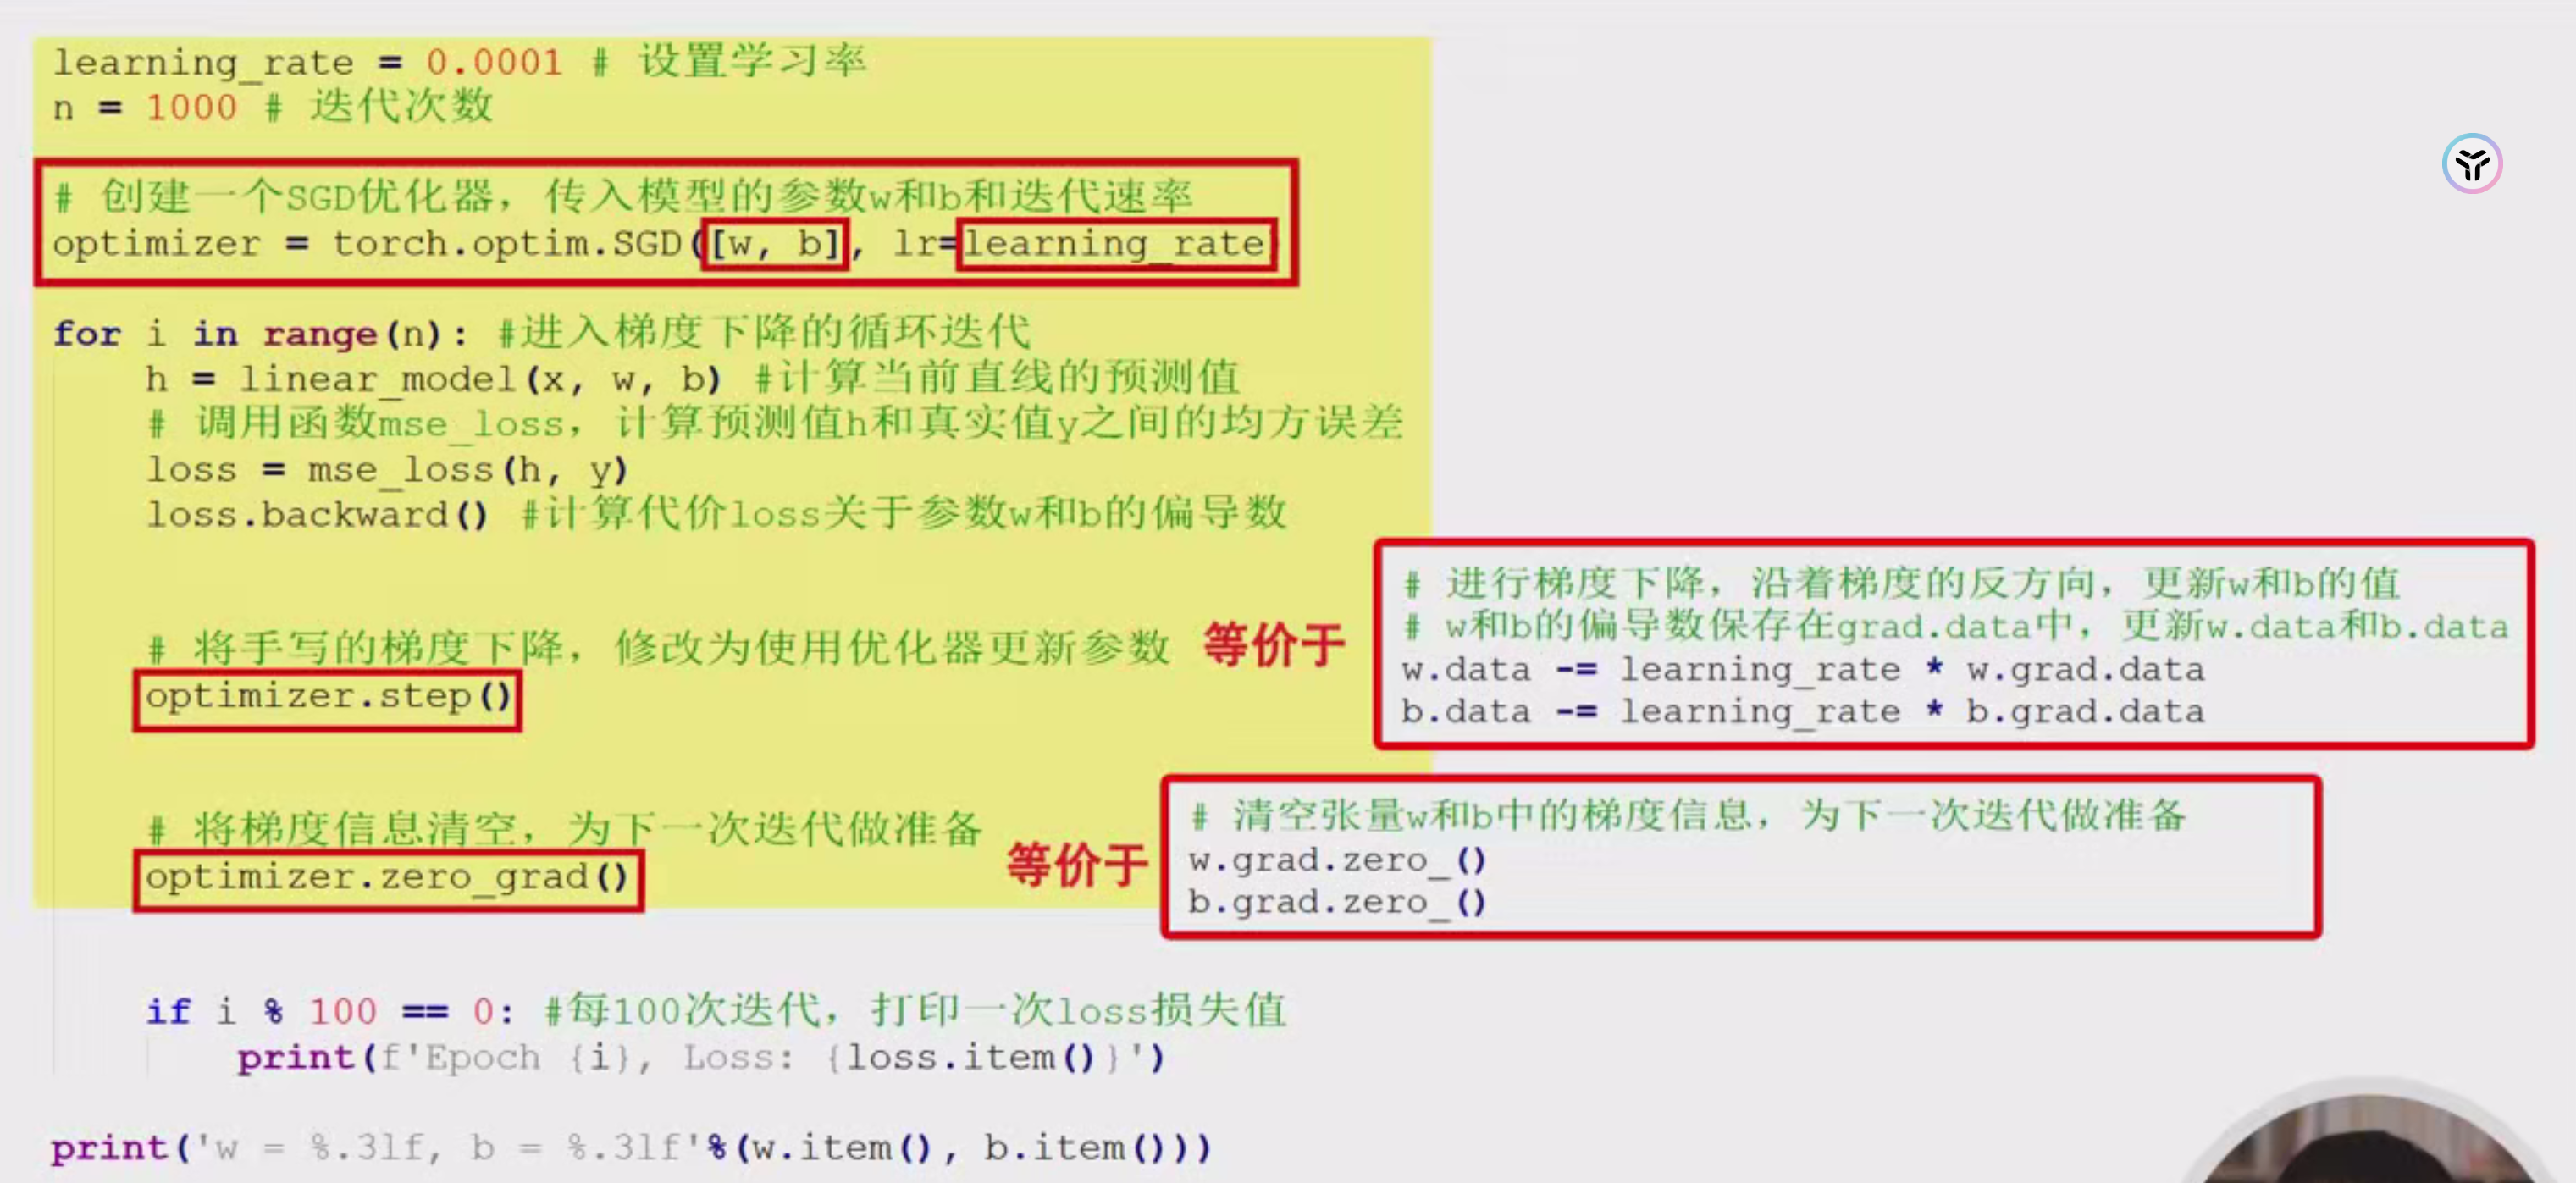 learning_rate = 0.0001 # 设置学习率
n = 1000 # 迭代次数
# 创建一个SGD优化器，传入模型的参数w和b和迭代速率
optimizer = torch.optim.SGD([w, b], lr=learning_rate)
for i in range(n): #进入梯度下降的循环迭代
h = linear_model(x, w, b) #计算当前直线的预测值
# 调用函数mse_loss，计算预测值h和真实值y之间的均方误差
loss = mse_loss(h, y)
loss.backward() #计算代价loss关于参数w和b的偏导数
# 将手写的梯度下降，修改为使用优化器更新参数
optimizer.step()
等价于
# 进行梯度下降，沿着梯度的反方向，更新w和b的值
# w和b的偏导数保存在grad.data中，更新w.data和b.data
w.data -= learning_rate * w.grad.data
b.data -= learning_rate * b.grad.data
# 将梯度信息清空，为下一次迭代做准备
optimizer.zero_grad()
等价于
# 清空张量w和b中的梯度信息，为下一次迭代做准备
w.grad.zero_()
b.grad.zero_()
if i % 100 == 0: #每100次迭代，打印一次loss损失值
print(f'Epoch {i}, Loss: {loss.item()}')
print('w = %.3lf, b = %.3lf'%(w.item(), b.item()))